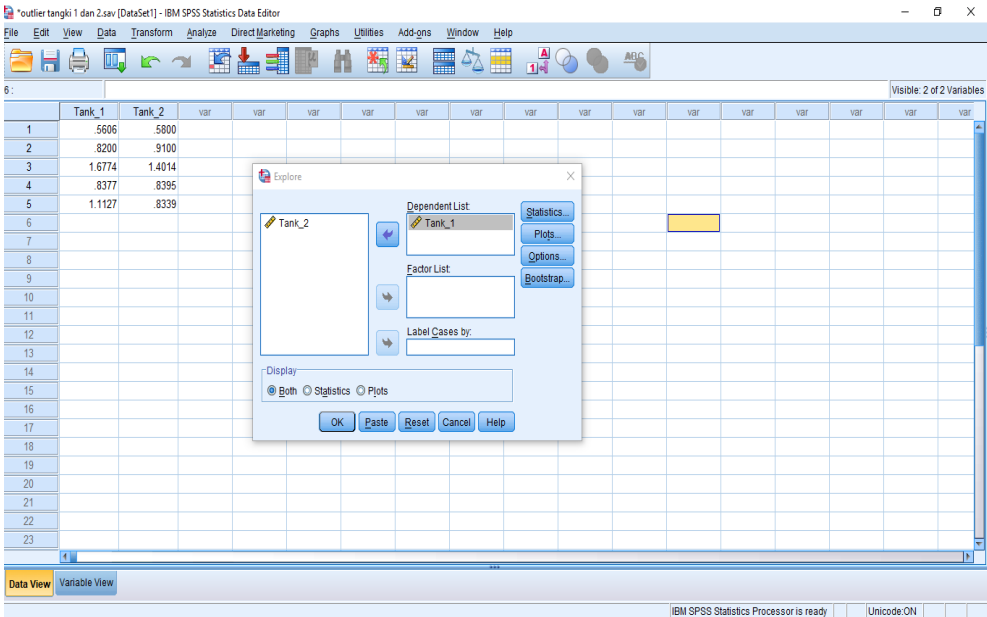 *outlier tangki 1 dan 2.sav [DataSet1] - IBM SPSS Statistics Data Editor
File Edit View Data Transform Analyze Direct Marketing Graphs Utilities Add-ons Window Help
A
1 4
ABC
6 :
Visible: 2 of 2 Variables
Tank_1 Tank_2 var var var var var var var var var var var var var var var
1 .5606 .5800
2 .8200 .9100
3 1.6774 1.4014
4 .8377 .8395
5 1.1127 .8339
6
7
8
9
10
11
12
13
14
15
16
17
18
19
20
21
22
23
Explore
Tank_2
Dependent List:
Tank_1
Factor List:
Label Cases by:
Statistics...
Plots...
Options...
Bootstrap...
Display
Both Statistics Plots
OK Paste Reset Cancel Help
Data View Variable View
IBM SPSS Statistics Processor is ready Unicode:ON